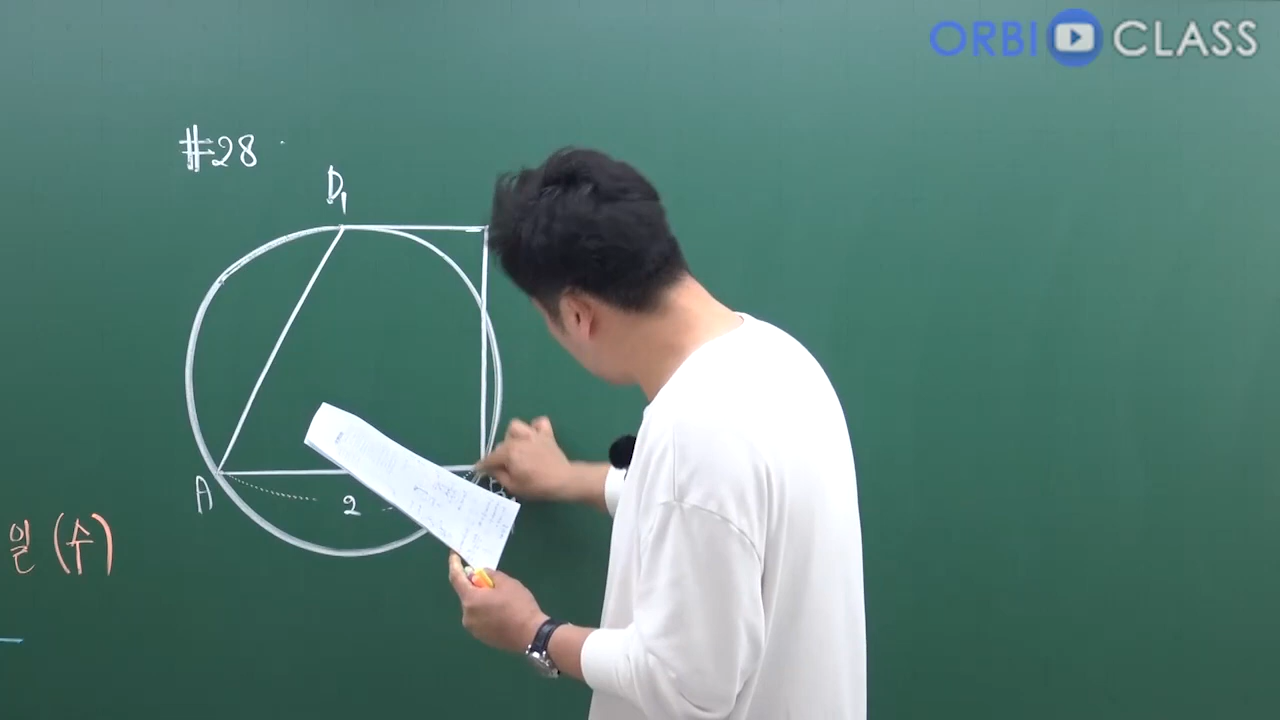 ORBI CLASS
#28
D₁
A
2
B
일 (수)